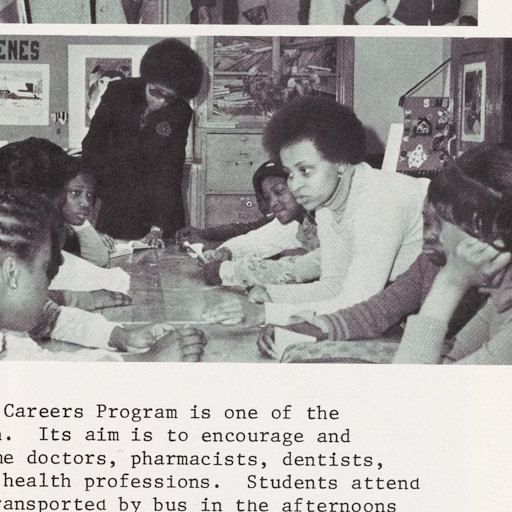 ENES
Careers Program is one of the
. Its aim is to encourage and
doctors, pharmacists, dentists,
health professions. Students attend
ransported by bus in the afternoons